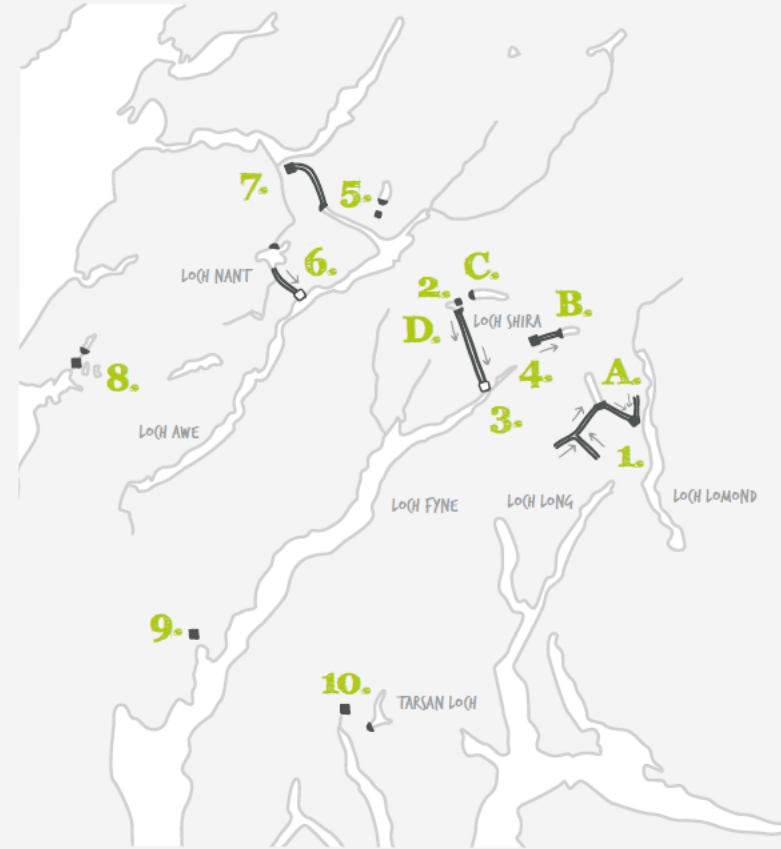 7.
5.
6.
LOCH NANT
C.
2.
B.
LOCH SHIRA
D.
8.
4.
A.
3.
LOCH AWE
1.
LOCH FYNE
LOCH LONG
LOCH LOMOND
9.
10.
TARSAN LOCH